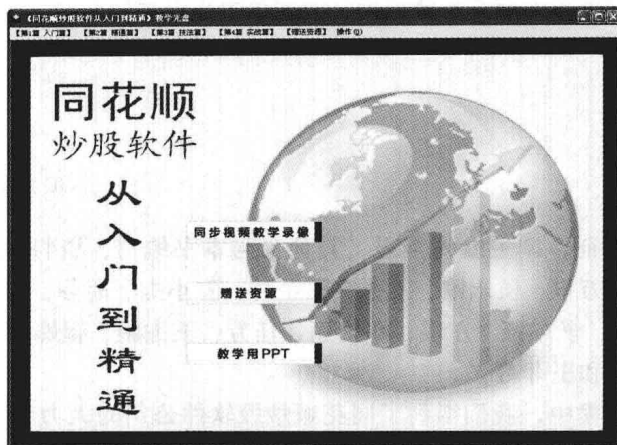 《同花顺炒股软件从入门到精通》教学光盘
【第1篇 入门篇】 【第2篇 精通篇】 【第3篇 技法篇】 【第4篇 实战篇】 【赠送资源】 操作(Q)
同花顺
炒股软件
从
入
门
到
精
通
同步视频教学录像
赠送资源
教学用PPT